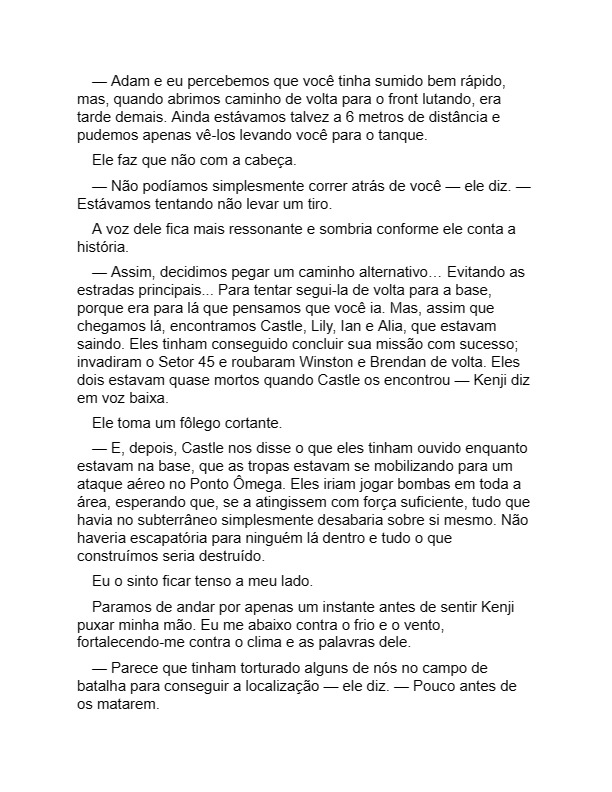 — Adam e eu percebemos que você tinha sumido bem rápido,
mas, quando abrimos caminho de volta para o front lutando, era
tarde demais. Ainda estávamos talvez a 6 metros de distância e
pudemos apenas vê-los levando você para o tanque.
Ele faz que não com a cabeça.
— Não podíamos simplesmente correr atrás de você — ele diz. —
Estávamos tentando não levar um tiro.
A voz dele fica mais ressonante e sombria conforme ele conta a
história.
— Assim, decidimos pegar um caminho alternativo… Evitando as
estradas principais... Para tentar segui-la de volta para a base,
porque era para lá que pensamos que você ia. Mas, assim que
chegamos lá, encontramos Castle, Lily, Ian e Alia, que estavam
saindo. Eles tinham conseguido concluir sua missão com sucesso;
invadiram o Setor 45 e roubaram Winston e Brendan de volta. Eles
dois estavam quase mortos quando Castle os encontrou — Kenji diz
em voz baixa.
Ele toma um fôlego cortante.
— E, depois, Castle nos disse o que eles tinham ouvido enquanto
estavam na base, que as tropas estavam se mobilizando para um
ataque aéreo no Ponto Ômega. Eles iriam jogar bombas em toda a
área, esperando que, se a atingissem com força suficiente, tudo que
havia no subterrâneo simplesmente desabaria sobre si mesmo. Não
haveria escapatória para ninguém lá dentro e tudo o que
construímos seria destruído.
Eu o sinto ficar tenso a meu lado.
Paramos de andar por apenas um instante antes de sentir Kenji
puxar minha mão. Eu me abaixo contra o frio e o vento,
fortalecendo-me contra o clima e as palavras dele.
— Parece que tinham torturado alguns de nós no campo de
batalha para conseguir a localização — ele diz. — Pouco antes de
os matarem.